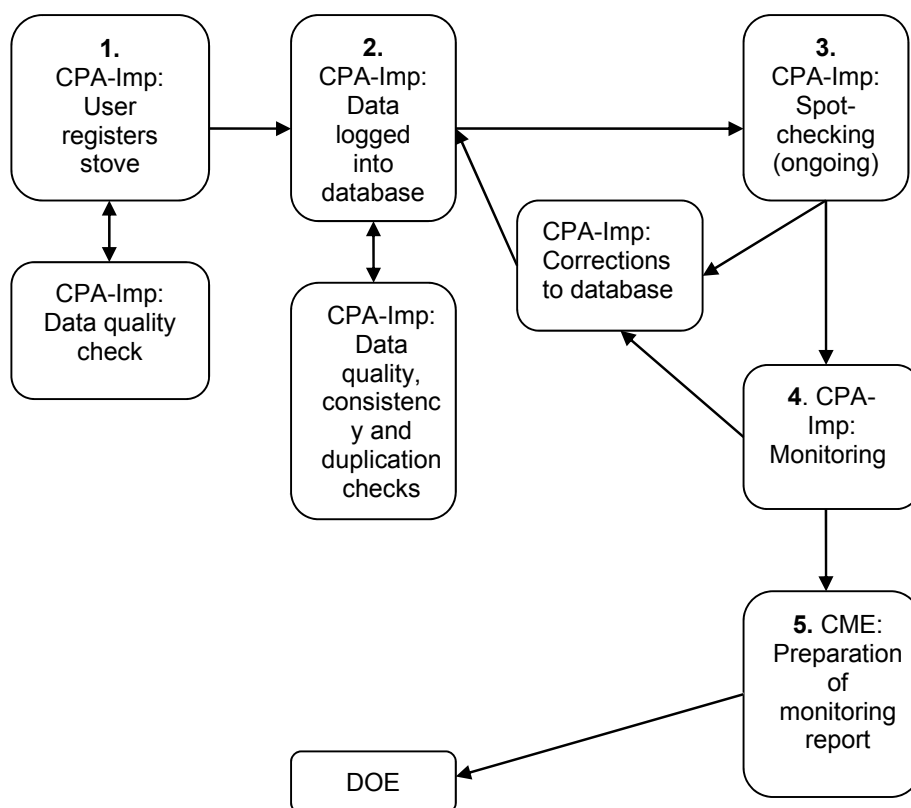 1.
CPA-Imp:
User
registers
stove
2.
CPA-Imp:
Data
logged
into
database
3.
CPA-Imp:
Spot-
checking
(ongoing)
CPA-Imp:
Corrections
to database
CPA-Imp:
Data quality
check
CPA-Imp:
Data
quality,
consistenc
y and
duplication
checks
4. CPA-
Imp:
Monitoring
5. CME:
Preparation
of
monitoring
report
DOE